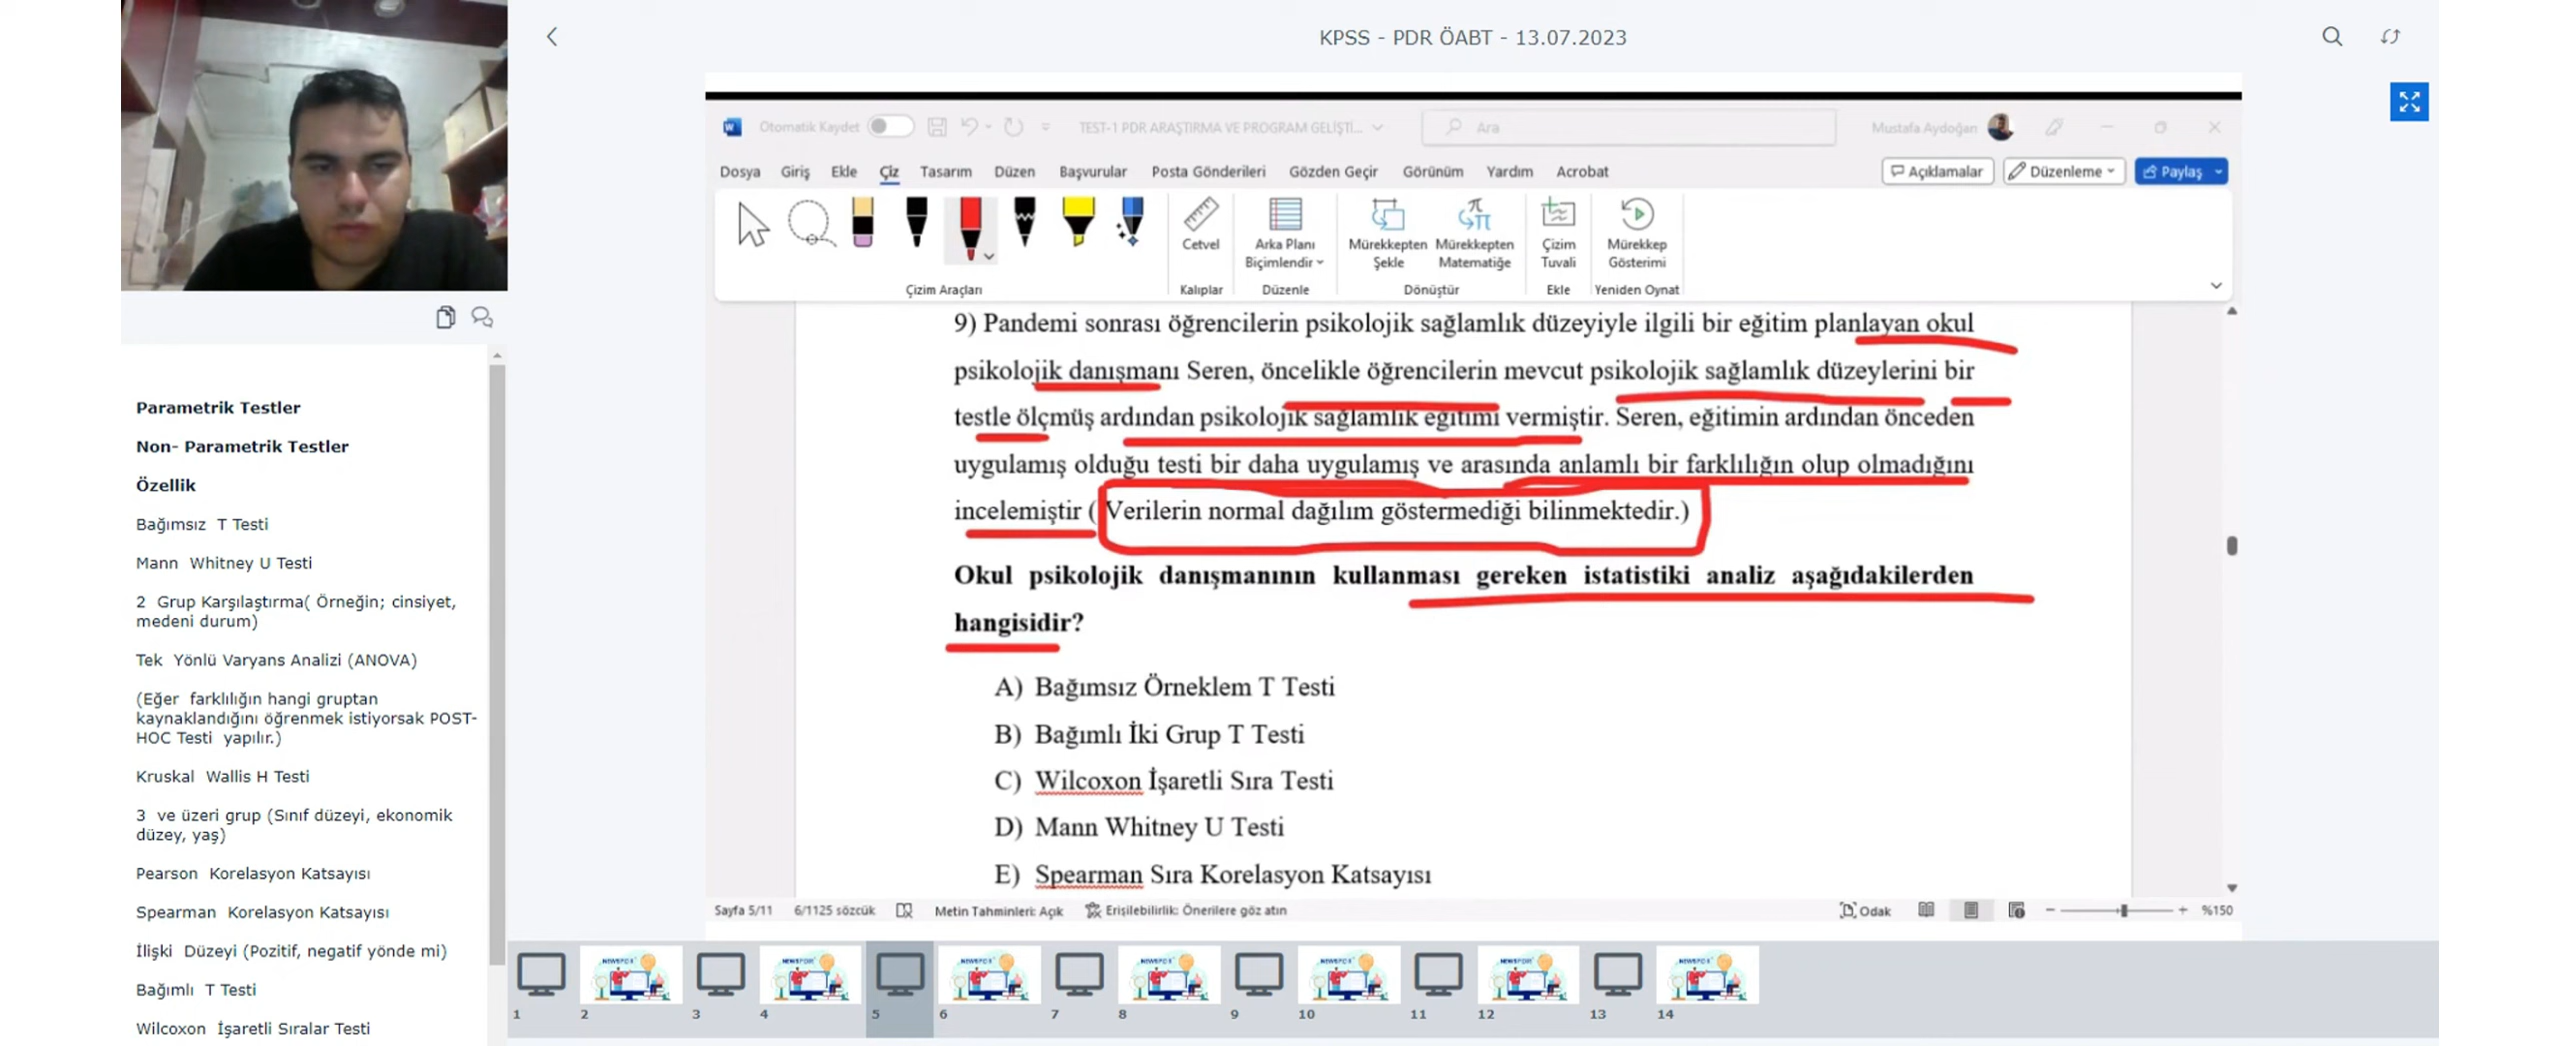 KPSS - PDR ÖABT - 13.07.2023
Otomatik Kaydet
TEST-1 PDR ARAŞTIRMA VE PROGRAM GELİŞTİ...
Ara
Mustafa Aydoğan
Dosya Giriş Ekle Çiz Tasarım Düzen Başvurular Posta Gönderileri Gözden Geçir Görünüm Yardım Acrobat
Açıklamalar Düzenleme Paylaş
Cetvel
Arka Planı
Biçimlendir
Mürekkepten
Şekle
Mürekkepten
Matematiğe
Çizim
Tuvali
Mürekkep
Gösterimi
Çizim Araçları Kalıplar Düzenle Dönüştür Ekle Yeniden Oynat
9) Pandemi sonrası öğrencilerin psikolojik sağlamlık düzeyiyle ilgili bir eğitim planlayan okul
psikolojik danışmanı Seren, öncelikle öğrencilerin mevcut psikolojik sağlamlık düzeylerini bir
testle ölçmüş ardından psikolojik sağlamlık eğitimi vermiştir. Seren, eğitimin ardından önceden
uygulamış olduğu testi bir daha uygulamış ve arasında anlamlı bir farklılığın olup olmadığını
incelemiştir ( Verilerin normal dağılım göstermediği bilinmektedir.)
Okul psikolojik danışmanının kullanması gereken istatistiki analiz aşağıdakilerden
hangisidir?
A) Bağımsız Örneklem T Testi
B) Bağımlı İki Grup T Testi
C) Wilcoxon İşaretli Sıra Testi
D) Mann Whitney U Testi
E) Spearman Sıra Korelasyon Katsayısı
Sayfa 5/11 6/1125 sözcük Metin Tahminleri: Açık Erişilebilirlik: Önerilere göz atın Odak %150
Parametrik Testler
Non- Parametrik Testler
Özellik
Bağımsız T Testi
Mann Whitney U Testi
2 Grup Karşılaştırma( Örneğin; cinsiyet,
medeni durum)
Tek Yönlü Varyans Analizi (ANOVA)
(Eğer farklılığın hangi gruptan
kaynaklandığını öğrenmek istiyorsak POST-
HOC Testi yapılır.)
Kruskal Wallis H Testi
3 ve üzeri grup (Sınıf düzeyi, ekonomik
düzey, yaş)
Pearson Korelasyon Katsayısı
Spearman Korelasyon Katsayısı
İlişki Düzeyi (Pozitif, negatif yönde mi)
Bağımlı T Testi
Wilcoxon İşaretli Sıralar Testi
1 2 3 4 5 6 7 8 9 10 11 12 13 14